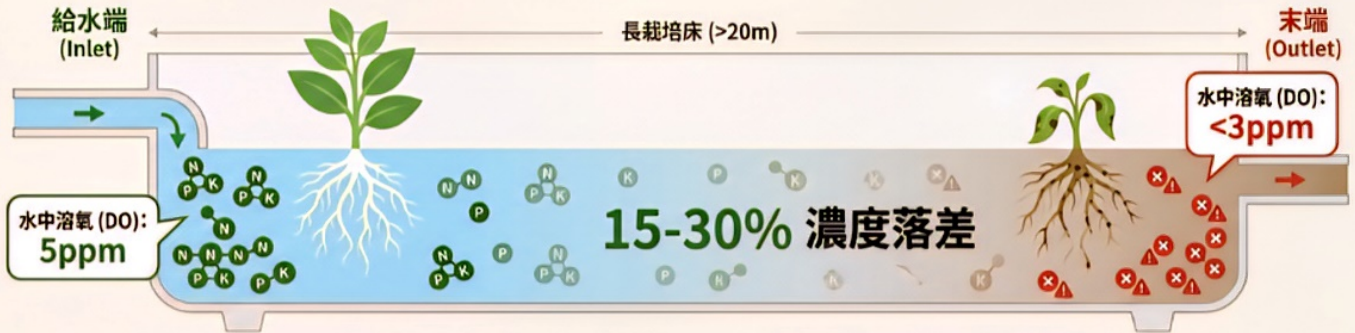 給水端
(Inlet)
長栽培床 (>20m)
末端
(Outlet)
水中溶氧 (DO):
<3ppm
水中溶氧 (DO):
5ppm
15-30% 濃度落差
N
P K
N
P K
N
N N
P
N
P K
K
P
K
N
N N N
P K
P K
N
P K
P
N
P K
P
K
K
K